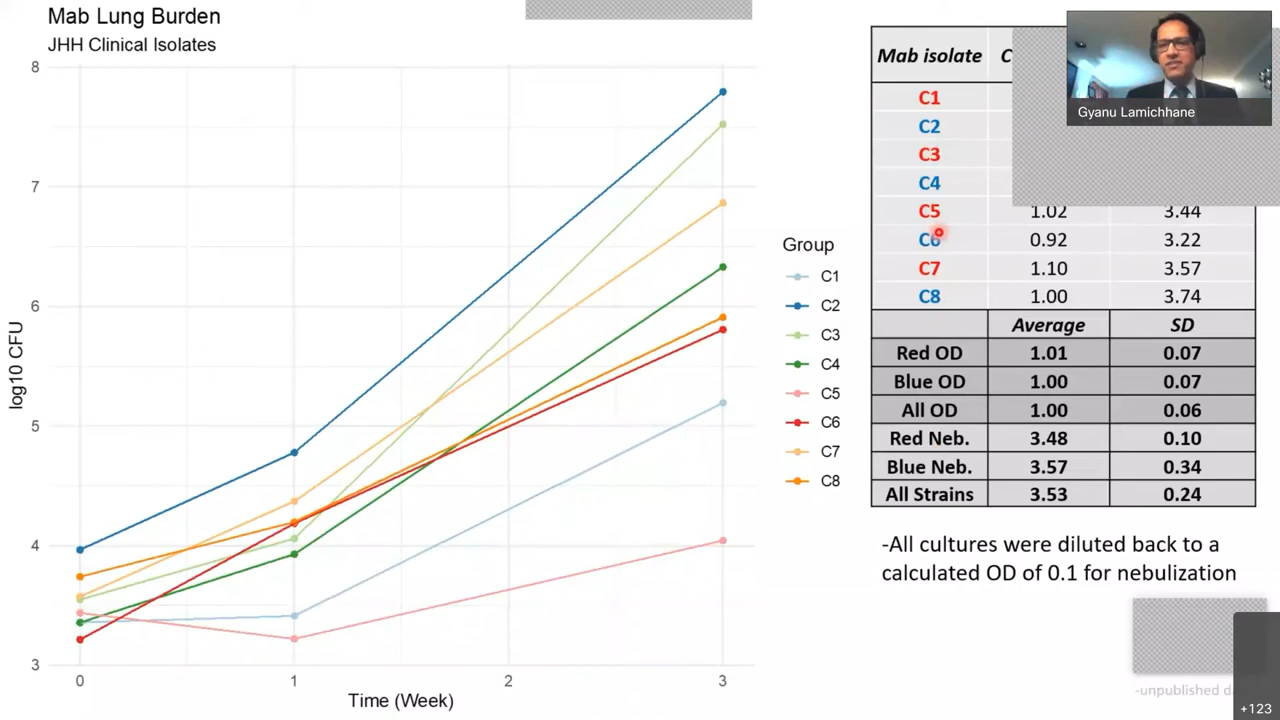 Mab Lung Burden
JHH Clinical Isolates
8
7
6
5
4
3
log10 CFU
0 1 2 3
Time (Week)
Group
C1
C2
C3
C4
C5
C6
C7
C8
Mab isolate C
C1
C2
C3
C4
C5 1.02 3.44
C6 0.92 3.22
C7 1.10 3.57
C8 1.00 3.74
Average SD
Red OD 1.01 0.07
Blue OD 1.00 0.07
All OD 1.00 0.06
Red Neb. 3.48 0.10
Blue Neb. 3.57 0.34
All Strains 3.53 0.24
-All cultures were diluted back to a
calculated OD of 0.1 for nebulization
Gyanu Lamichhane
-unpublished d
+123